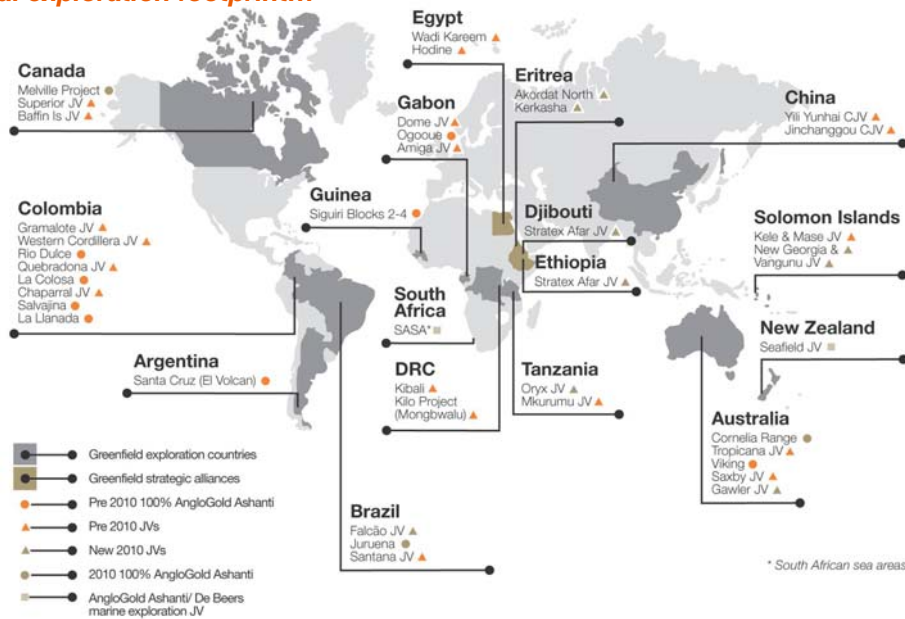 exploration footprint...
Egypt
Wadi Kareem
Hodine
Canada
Melville Project
Superior JV
Baffin Is JV
Eritrea
Akordat North
Kerkasha
Gabon
Dome JV
Ogooue
Amiga JV
China
Yili Yunhai CJV
Jinchanggou CJV
Guinea
Siguiri Blocks 2-4
Colombia
Gramalote JV
Western Cordillera JV
Rio Dulce
Quebradona JV
La Colosa
Chaparral JV
Salvajina
La Llanada
Djibouti
Stratex Afar JV
Ethiopia
Stratex Afar JV
Solomon Islands
Kele & Mase JV
New Georgia &
Vangunu JV
South
Africa
SASA*
New Zealand
Seafield JV
Argentina
Santa Cruz (El Volcan)
DRC
Kibali
Kilo Project
(Mongbwalu)
Tanzania
Oryx JV
Mkurumu JV
Australia
Cornelia Range
Tropicana JV
Viking
Saxby JV
Gawler JV
Brazil
Falcão JV
Juruena
Santana JV
Greenfield exploration countries
Greenfield strategic alliances
Pre 2010 100% AngloGold Ashanti
Pre 2010 JVs
New 2010 JVs
2010 100% AngloGold Ashanti
AngloGold Ashanti/ De Beers
marine exploration JV
* South African sea areas